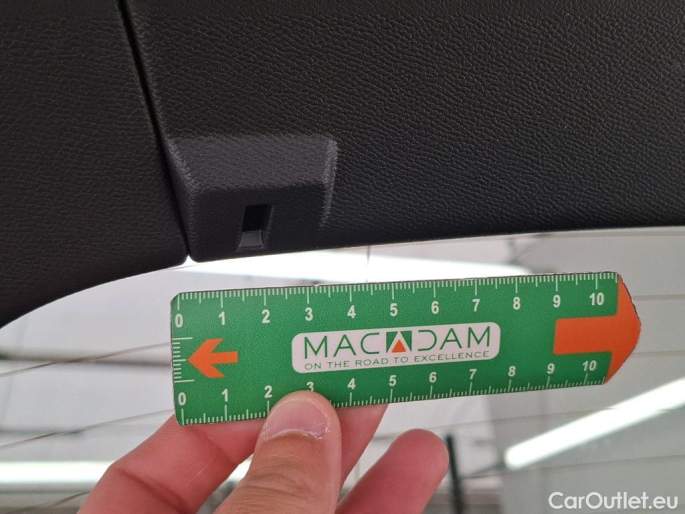 0 1 2 3 4 5 6 7 8 9 10
MACADAM
ON THE ROAD TO EXCELLENCE
0 1 2 3 4 5 6 7 8 9 10
CarOutlet.eu